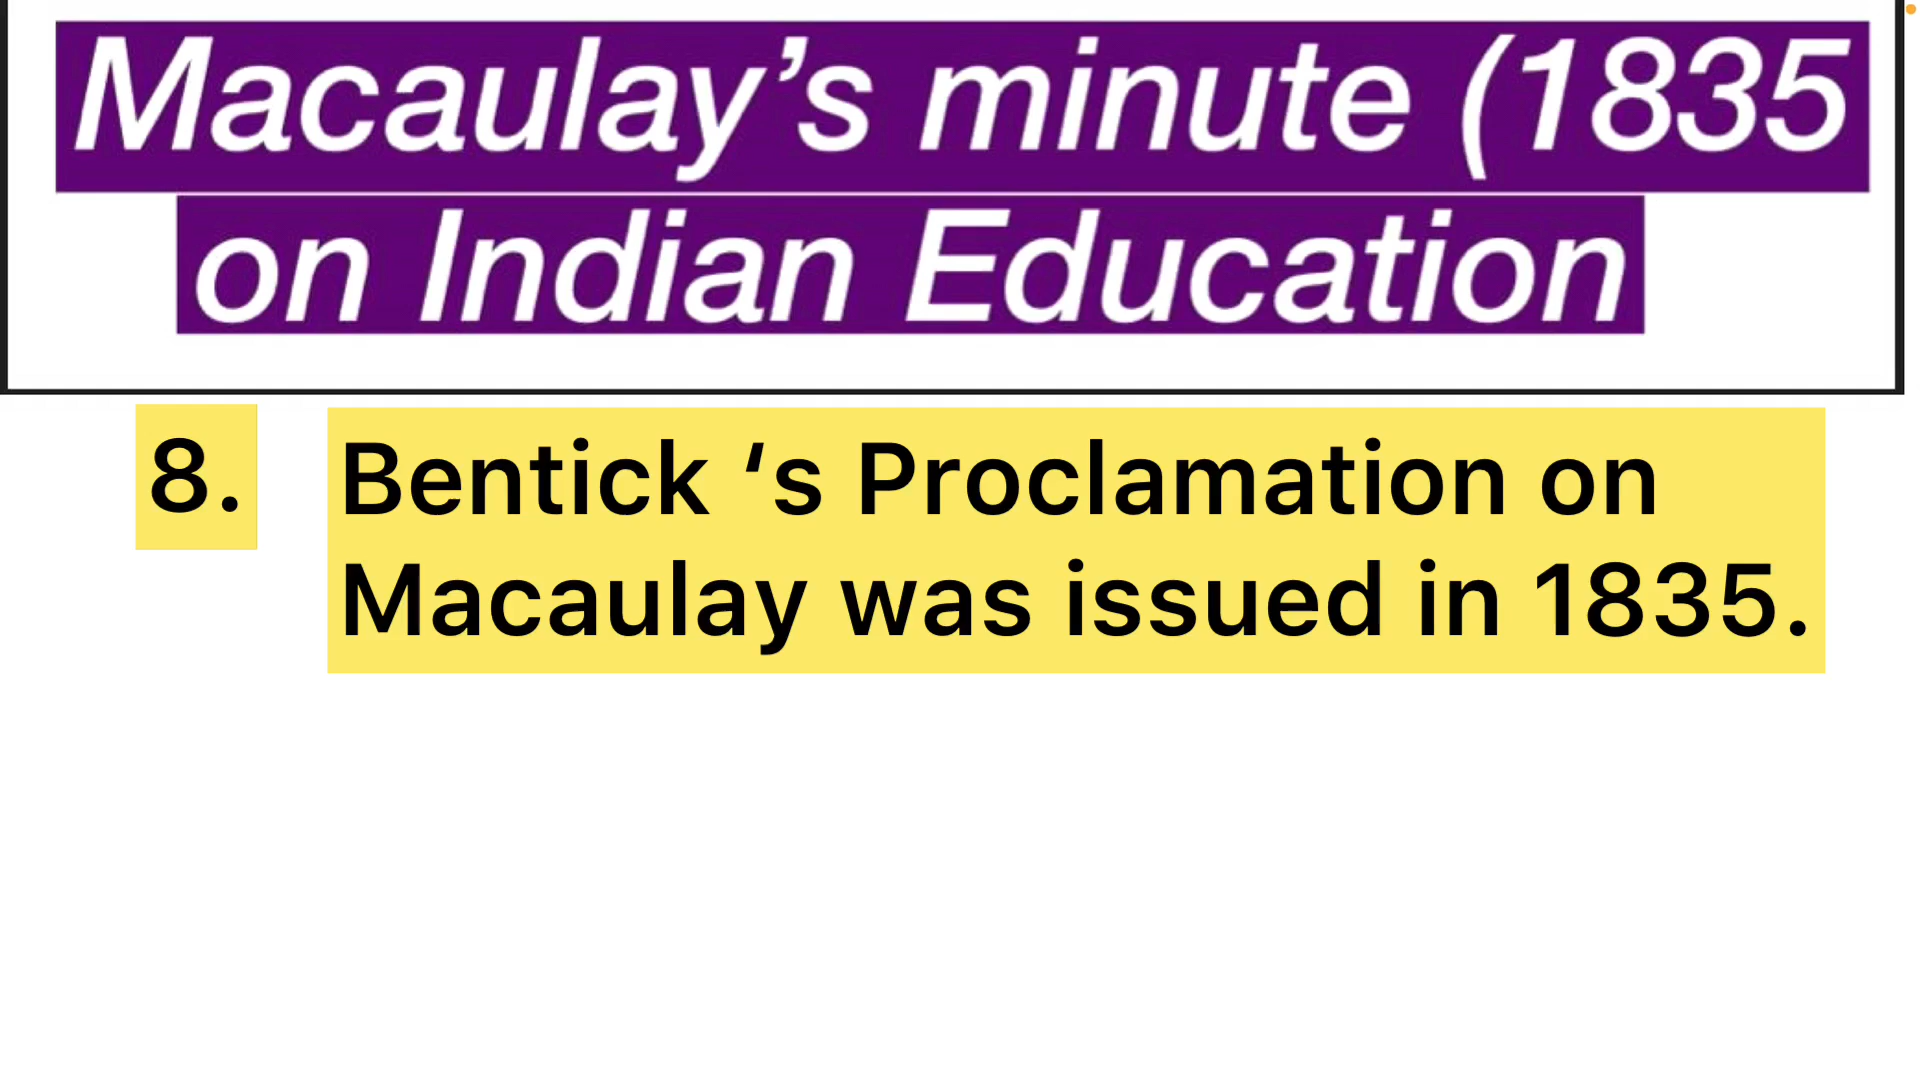 Macaulay’s minute (1835
on Indian Education
8. Bentick ‘s Proclamation on
Macaulay was issued in 1835.